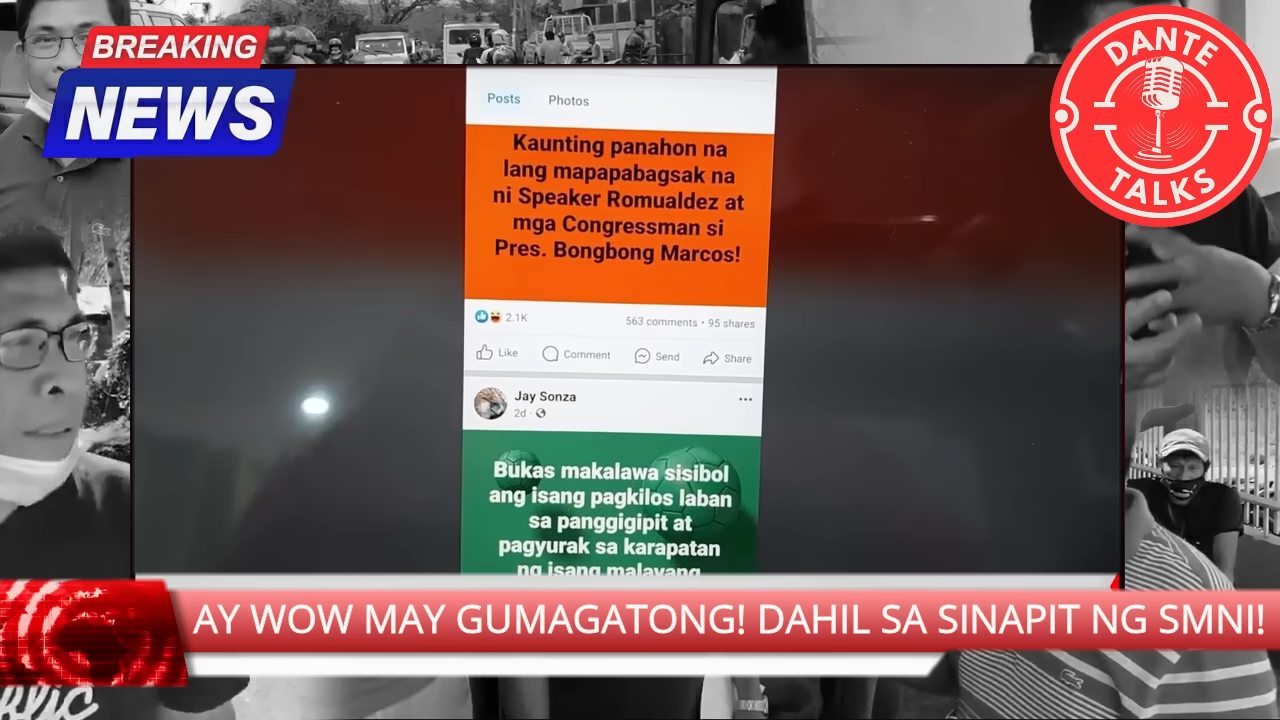 BREAKING
NEWS
DANTE
TALKS
Posts Photos
Kaunting panahon na
lang mapapabagsak na
ni Speaker Romualdez at
mga Congressman si
Pres. Bongbong Marcos!
2.1K 563 comments • 95 shares
Like Comment Send Share
Jay Sonza
2d ·
Bukas makalawa sisibol
ang isang pagkilos laban
sa panggigipit at
pagyurak sa karapatan
ng isang malayang
AY WOW MAY GUMAGATONG! DAHIL SA SINAPIT NG SMNI!